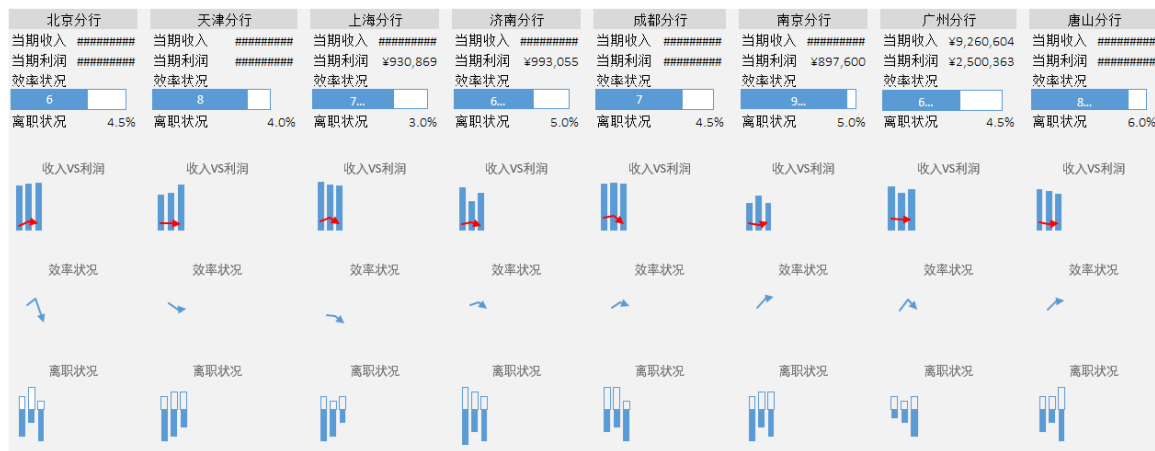 北京分行 天津分行 上海分行 济南分行 成都分行 南京分行 广州分行 唐山分行
当期收入 ######### 当期收入 ######### 当期收入 ######### 当期收入 ######### 当期收入 ######### 当期收入 ######### 当期收入 ¥9,260,604 当期收入 #########
当期利润 ######### 当期利润 ######### 当期利润 ¥930,869 当期利润 ¥993,055 当期利润 ######### 当期利润 ¥897,600 当期利润 ¥2,500,363 当期利润 #########
效率状况 效率状况 效率状况 效率状况 效率状况 效率状况 效率状况 效率状况
6 8 7... 6... 7 9... 6... 8...
离职状况 4.5% 离职状况 4.0% 离职状况 3.0% 离职状况 5.0% 离职状况 4.5% 离职状况 5.0% 离职状况 4.5% 离职状况 6.0%
收入VS利润 收入VS利润 收入VS利润 收入VS利润 收入VS利润 收入VS利润 收入VS利润 收入VS利润
效率状况 效率状况 效率状况 效率状况 效率状况 效率状况 效率状况 效率状况
离职状况 离职状况 离职状况 离职状况 离职状况 离职状况 离职状况 离职状况